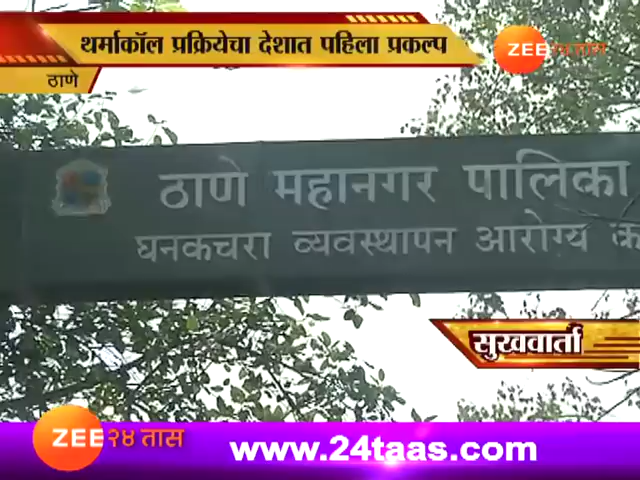 थर्माकॉल प्रक्रियेचा देशात पहिला प्रकल्प
ZEE २४ तास
ठाणे
ठाणे महानगर पालिका
घनकचरा व्यवस्थापन आरोग्य
सुखवार्ता
ZEE २४ तास
www.24taas.com